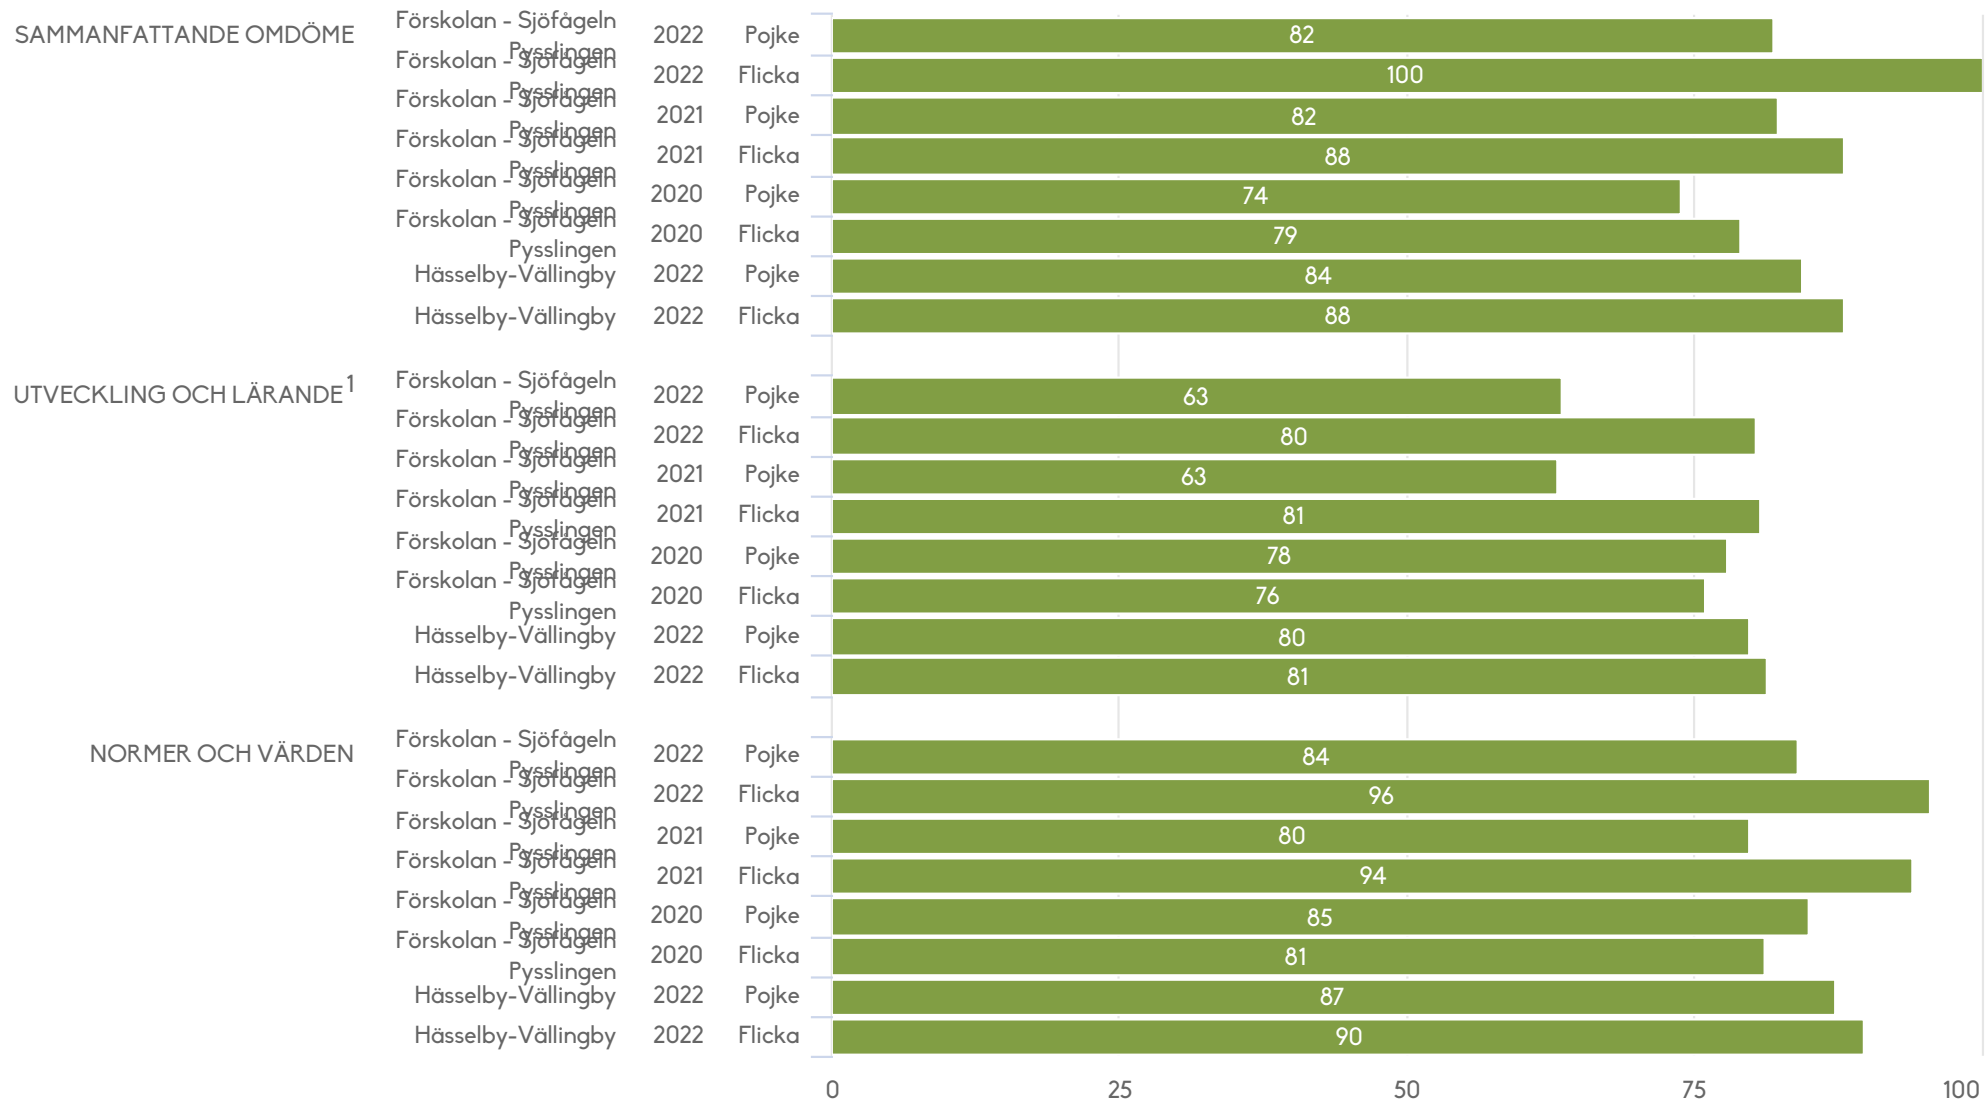 SAMMANFATTANDE OMDÖME
Förskolan - Sjöfågeln Pysslingen 2022 Pojke 82
Förskolan - Sjöfågeln Pysslingen 2022 Flicka 100
Förskolan - Sjöfågeln Pysslingen 2021 Pojke 82
Förskolan - Sjöfågeln Pysslingen 2021 Flicka 88
Förskolan - Sjöfågeln Pysslingen 2020 Pojke 74
Förskolan - Sjöfågeln Pysslingen 2020 Flicka 79
Hässelby-Vällingby 2022 Pojke 84
Hässelby-Vällingby 2022 Flicka 88
UTVECKLING OCH LÄRANDE¹
Förskolan - Sjöfågeln Pysslingen 2022 Pojke 63
Förskolan - Sjöfågeln Pysslingen 2022 Flicka 80
Förskolan - Sjöfågeln Pysslingen 2021 Pojke 63
Förskolan - Sjöfågeln Pysslingen 2021 Flicka 81
Förskolan - Sjöfågeln Pysslingen 2020 Pojke 78
Förskolan - Sjöfågeln Pysslingen 2020 Flicka 76
Hässelby-Vällingby 2022 Pojke 80
Hässelby-Vällingby 2022 Flicka 81
NORMER OCH VÄRDEN
Förskolan - Sjöfågeln Pysslingen 2022 Pojke 84
Förskolan - Sjöfågeln Pysslingen 2022 Flicka 96
Förskolan - Sjöfågeln Pysslingen 2021 Pojke 80
Förskolan - Sjöfågeln Pysslingen 2021 Flicka 94
Förskolan - Sjöfågeln Pysslingen 2020 Pojke 85
Förskolan - Sjöfågeln Pysslingen 2020 Flicka 81
Hässelby-Vällingby 2022 Pojke 87
Hässelby-Vällingby 2022 Flicka 90
0 25 50 75 100